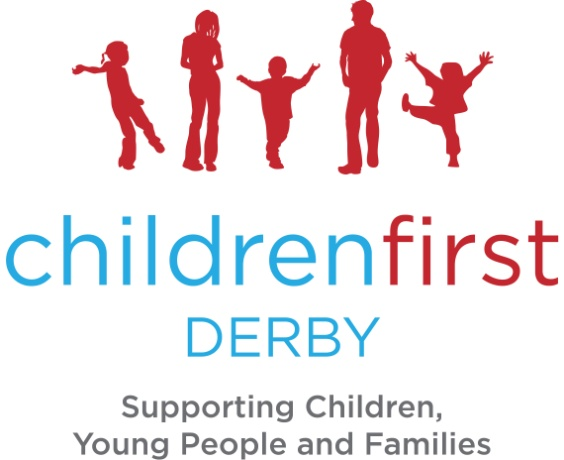 childrenfirst
DERBY
Supporting Children,
Young People and Families